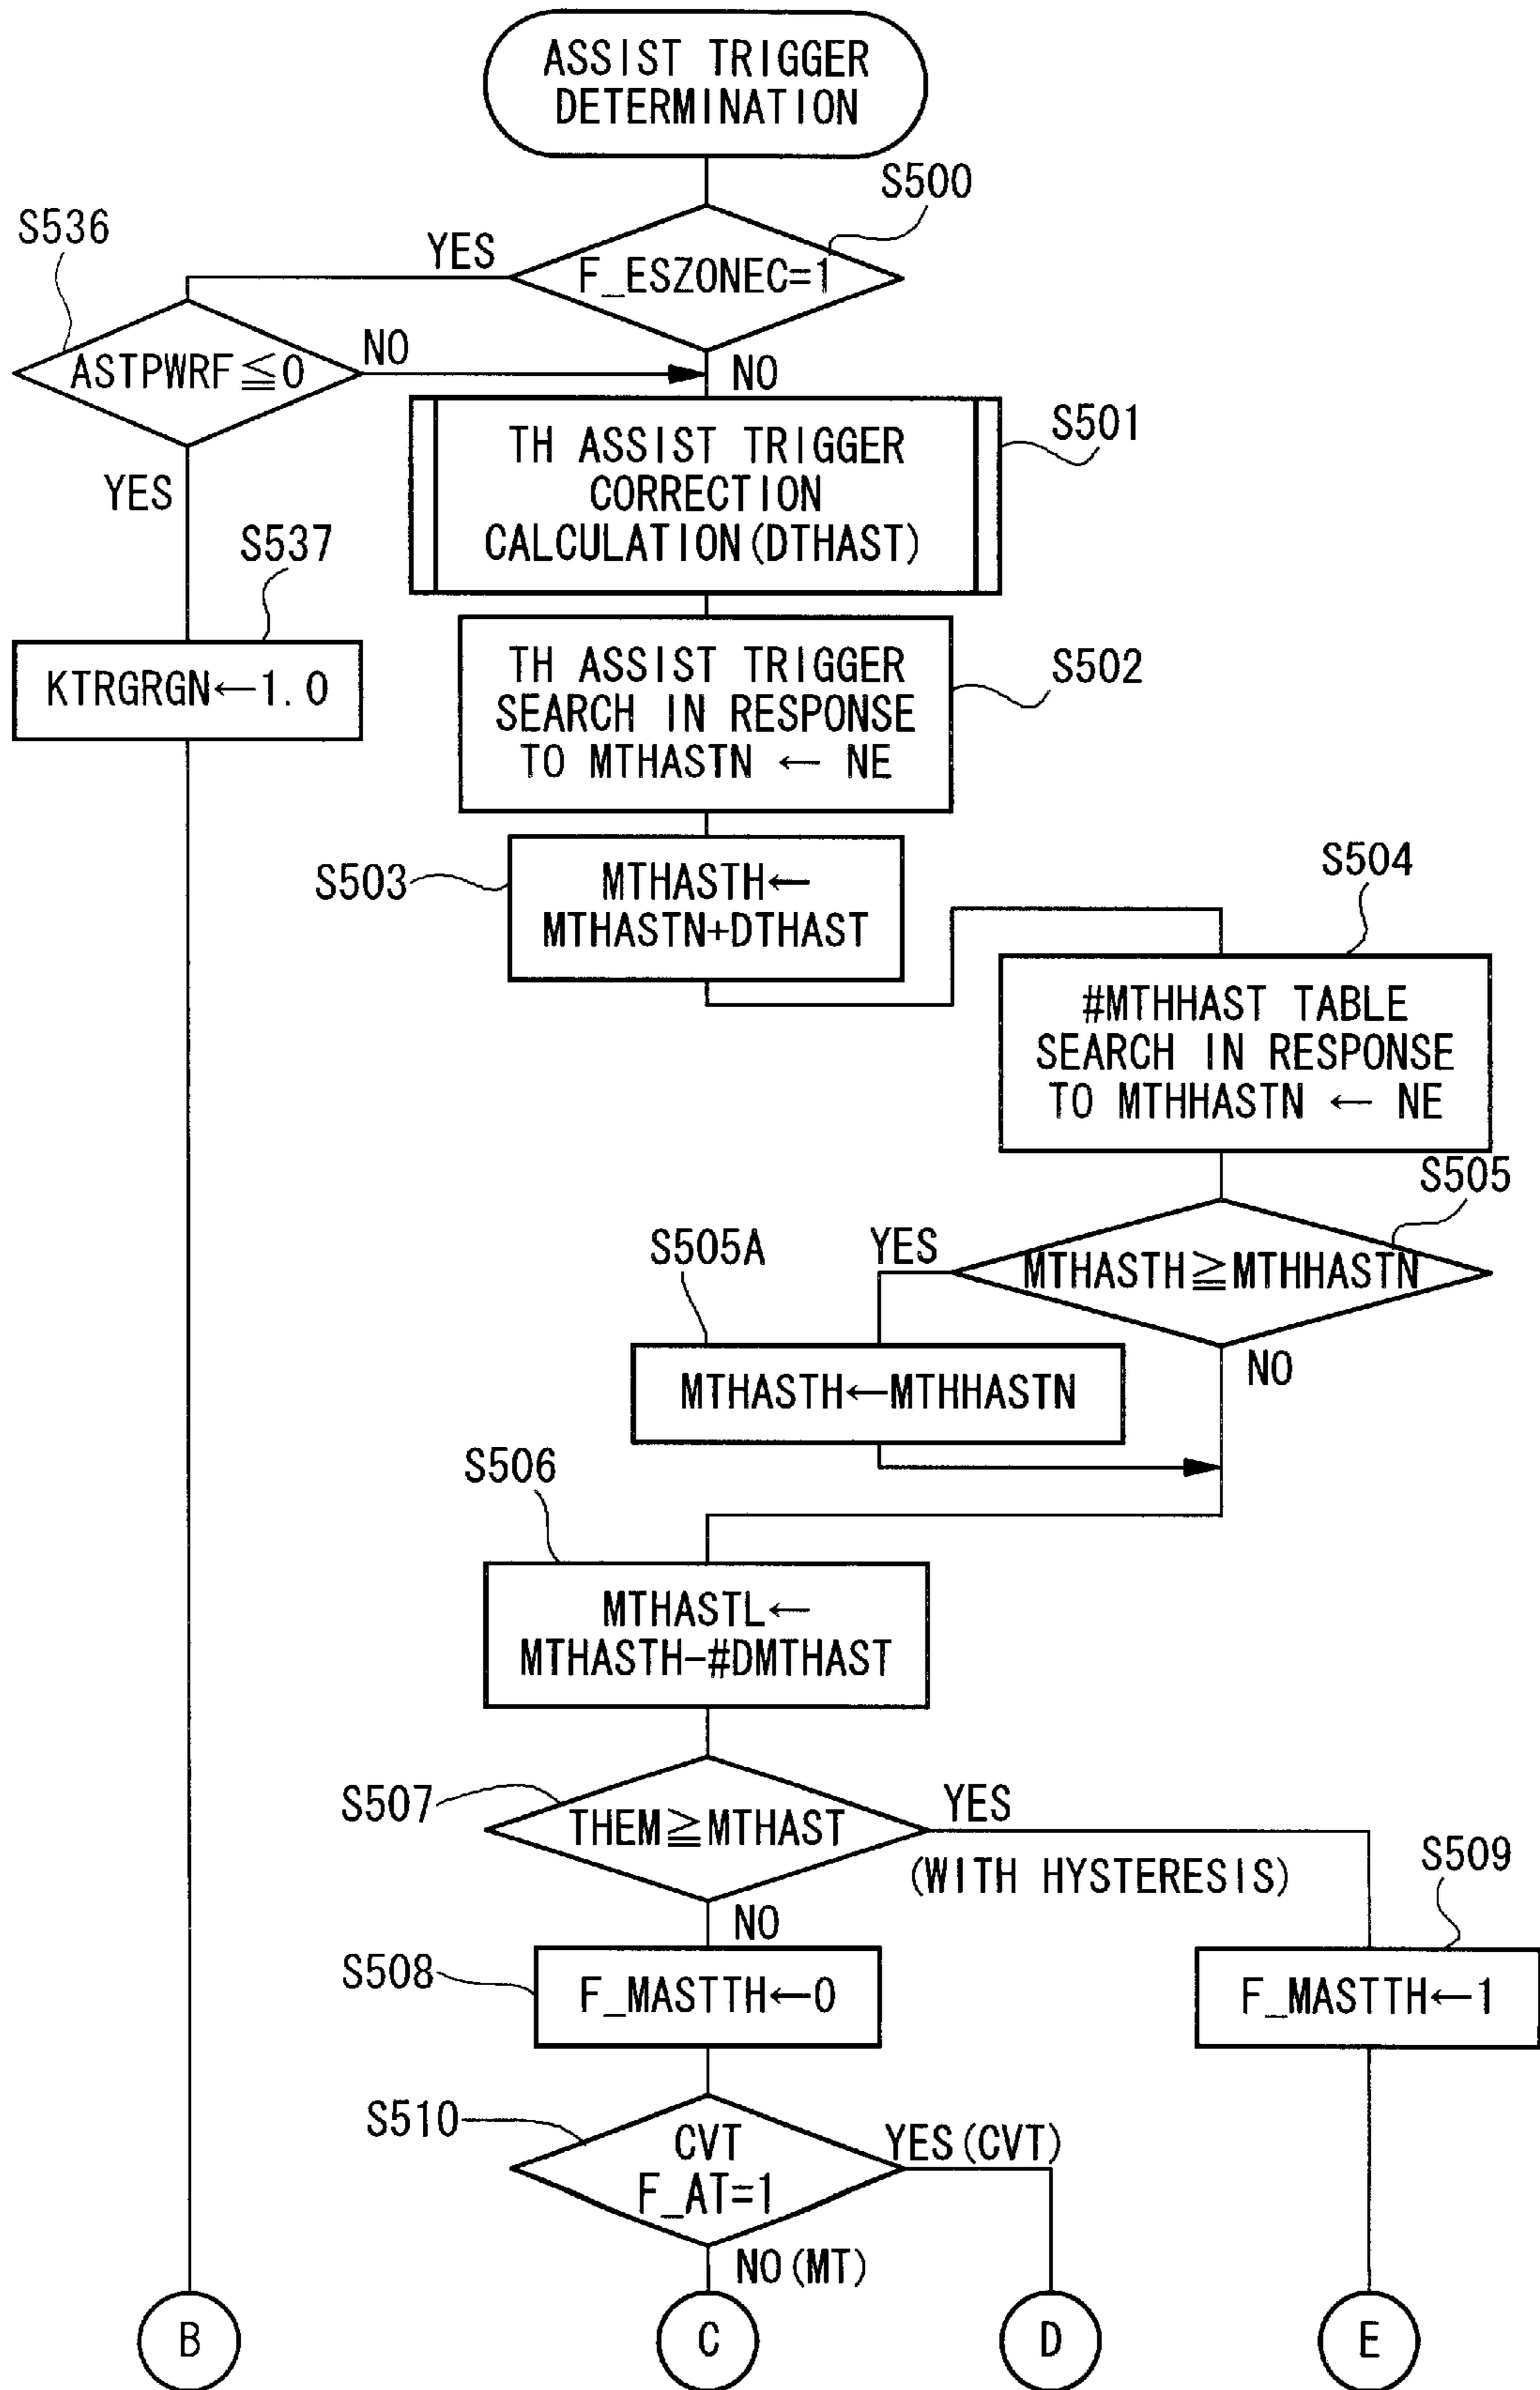 ASSIST TRIGGER
DETERMINATION
S500
S536
YES
F_ESZONEC=1
ASTPWRF≦0
NO
NO
YES
S501
TH ASSIST TRIGGER
CORRECTION
CALCULATION(DTHAST)
S537
KTRGRGN←1.0
S502
TH ASSIST TRIGGER
SEARCH IN RESPONSE
TO MTHASTN ← NE
S503
MTHASTH←
MTHASTN+DTHAST
S504
#MTHHAST TABLE
SEARCH IN RESPONSE
TO MTHHASTN ← NE
S505
S505A
YES
MTHASTH≧MTHHASTN
NO
MTHASTH←MTHHASTN
S506
MTHASTL←
MTHASTH-#DMTHAST
S507
THEM≧MTHAST
YES
(WITH HYSTERESIS)
S509
NO
S508
F_MASTTH←0
F_MASTTH←1
S510
CVT
F_AT=1
YES(CVT)
NO(MT)
B
C
D
E